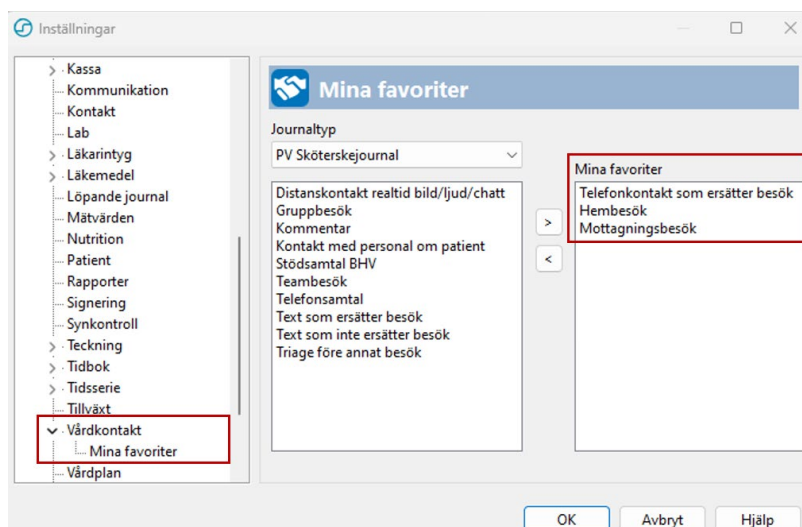 Inställningar
Kassa
Kommunikation
Kontakt
Lab
Läkarintyg
Läkemedel
Löpande journal
Mätvärden
Nutrition
Patient
Rapporter
Signering
Synkontroll
Teckning
Tidbok
Tidsserie
Tillväxt
Vårdkontakt
Mina favoriter
Vårdplan
Mina favoriter
Journaltyp
PV Sköterskejournal
Distanskontakt realtid bild/ljud/chatt
Gruppbesök
Kommentar
Kontakt med personal om patient
Stödsamtal BHV
Teambesök
Telefonsamtal
Text som ersätter besök
Text som inte ersätter besök
Triage före annat besök
>
<
Mina favoriter
Telefonkontakt som ersätter besök
Hembesök
Mottagningsbesök
OK
Avbryt
Hjälp